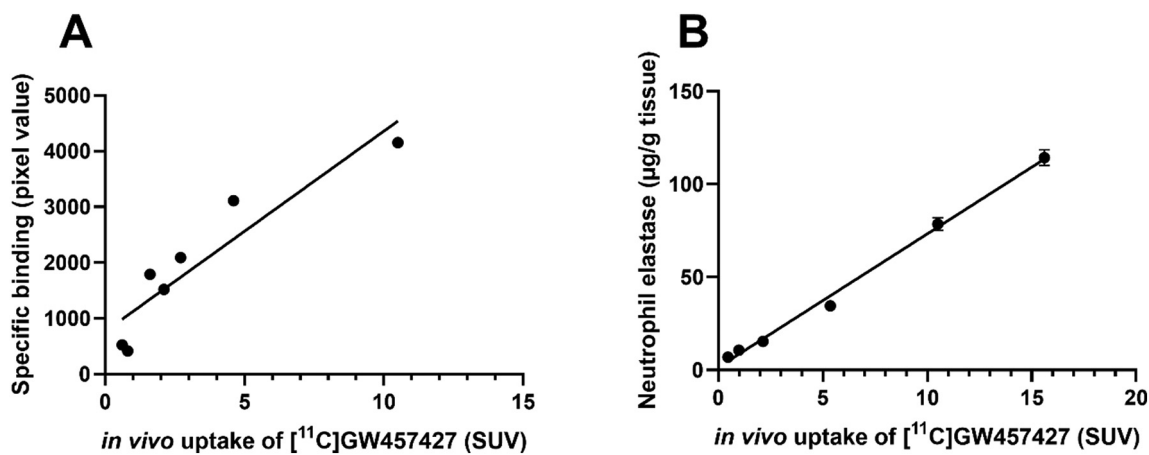 A
Specific binding (pixel value)
5000
4000
3000
2000
1000
0
0 5 10 15
in vivo uptake of [¹¹C]GW457427 (SUV)
B
Neutrophil elastase (µg/g tissue)
150
100
50
0
0 5 10 15 20
in vivo uptake of [¹¹C]GW457427 (SUV)